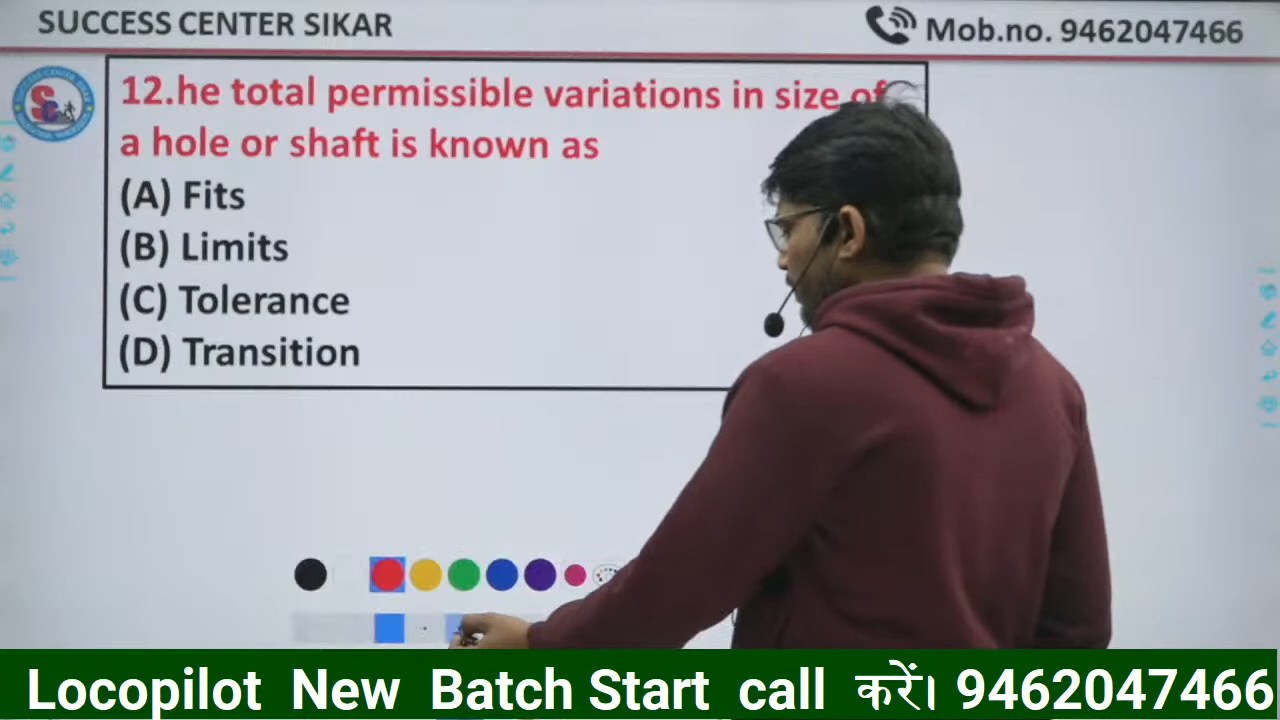 SUCCESS CENTER SIKAR
Mob.no. 9462047466
12.he total permissible variations in size of
a hole or shaft is known as
(A) Fits
(B) Limits
(C) Tolerance
(D) Transition
Locopilot New Batch Start call करें। 9462047466